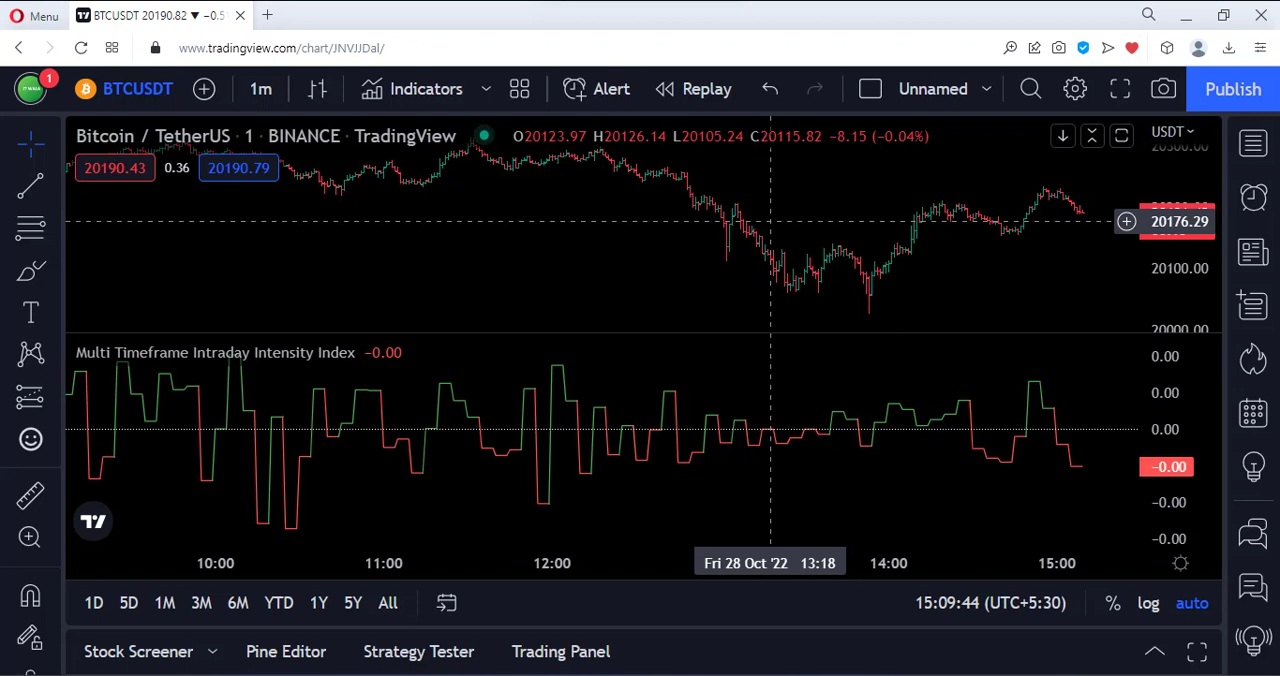 Menu
BTCUSDT 20190.82 ▼ −0.5
www.tradingview.com/chart/JNVJJDal/
IT WALA
1
BTCUSDT
1m
Indicators
Alert
Replay
Unnamed
Publish
Bitcoin / TetherUS · 1 · BINANCE · TradingView
O20123.97 H20126.14 L20105.24 C20115.82 −8.15 (−0.04%)
USDT
20190.43
0.36
20190.79
20300.00
20176.29
20100.00
20000.00
Multi Timeframe Intraday Intensity Index −0.00
0.00
0.00
0.00
−0.00
−0.00
−0.00
10:00
11:00
12:00
Fri 28 Oct '22 13:18
14:00
15:00
1D
5D
1M
3M
6M
YTD
1Y
5Y
All
15:09:44 (UTC+5:30)
%
log
auto
Stock Screener
Pine Editor
Strategy Tester
Trading Panel